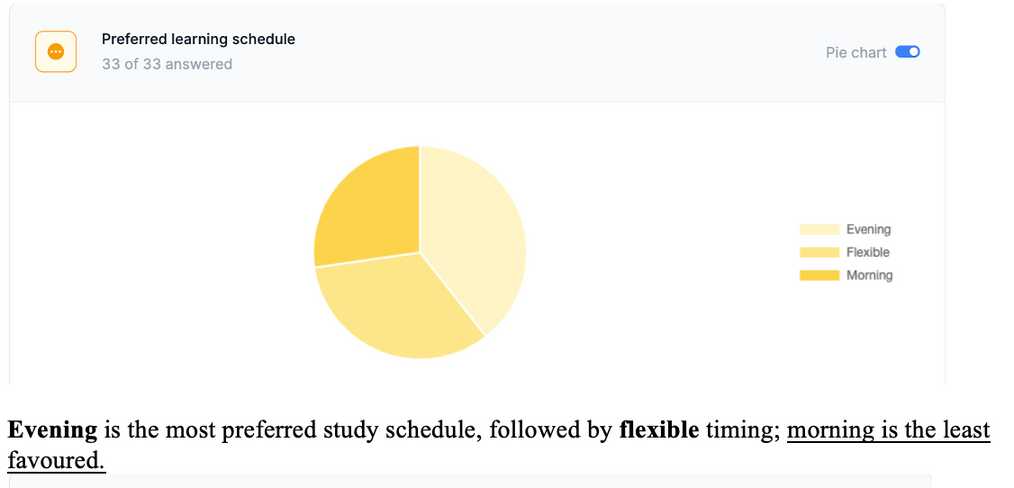 Preferred learning schedule
33 of 33 answered
Pie chart
Evening
Flexible
Morning
Evening is the most preferred study schedule, followed by flexible timing; morning is the least
favoured.